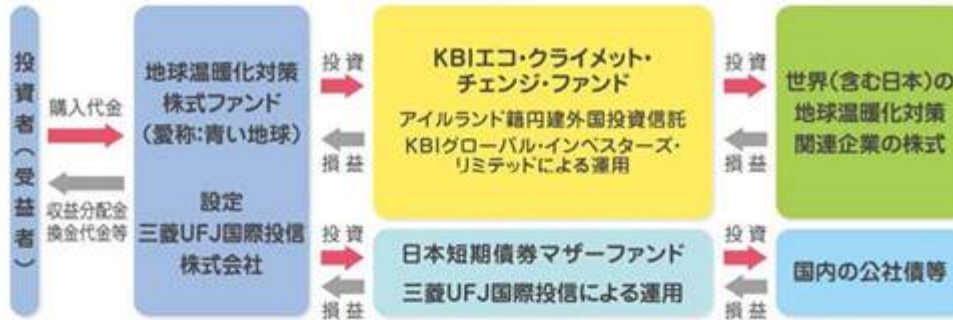 投資者（受益者）
購入代金
収益分配金
換金代金等
地球温暖化対策
株式ファンド
（愛称：青い地球）
設定
三菱UFJ国際投信
株式会社
投資
損益
投資
損益
KBIエコ・クライメット・
チェンジ・ファンド
アイルランド籍円建外国投資信託
KBIグローバル・インベスターズ・
リミテッドによる運用
日本短期債券マザーファンド
三菱UFJ国際投信による運用
投資
損益
投資
損益
世界（含む日本）の
地球温暖化対策
関連企業の株式
国内の公社債等